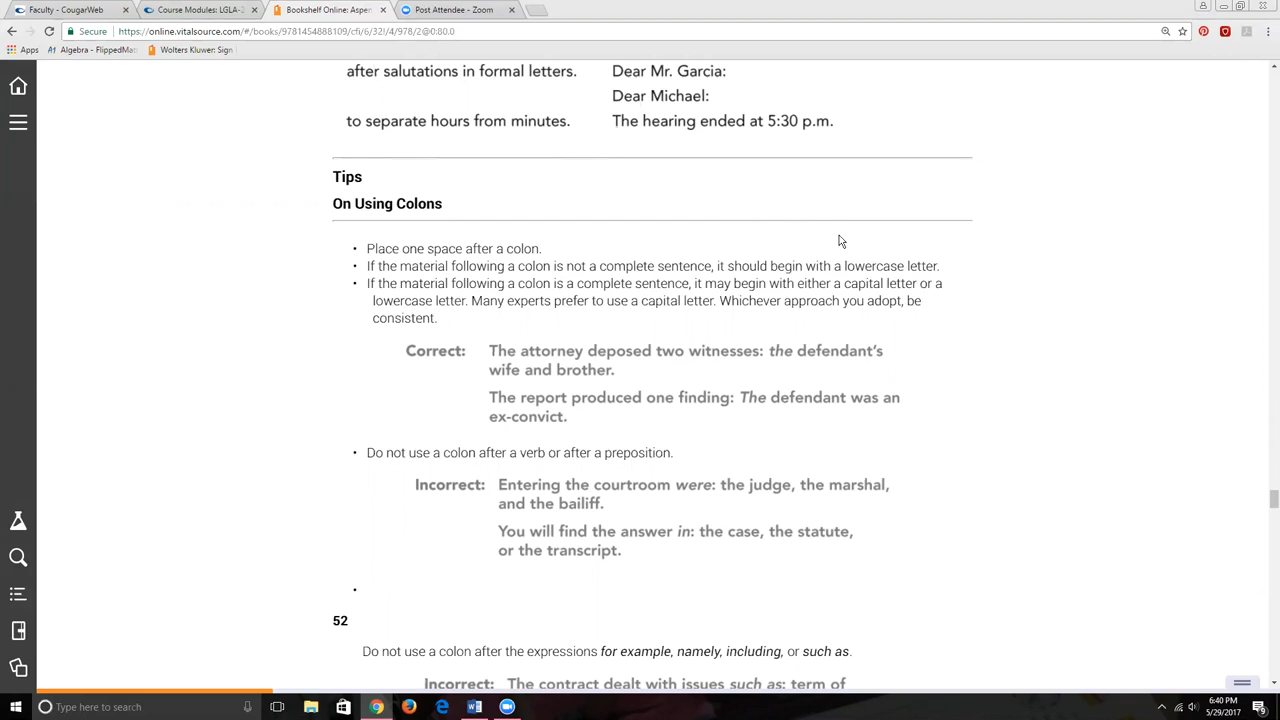 Faculty - CougarWeb
Course Modules: LGLA-2
Bookshelf Online: Aspen
Post Attendee - Zoom
Secure
https://online.vitalsource.com/#/books/9781454888109/cfi/6/32!/4/978/2@0:80.0
Apps
Algebra - FlippedMat
Wolters Kluwer: Sign
after salutations in formal letters.
Dear Mr. Garcia:
Dear Michael:
to separate hours from minutes.
The hearing ended at 5:30 p.m.
Tips
On Using Colons
• Place one space after a colon.
• If the material following a colon is not a complete sentence, it should begin with a lowercase letter.
• If the material following a colon is a complete sentence, it may begin with either a capital letter or a
lowercase letter. Many experts prefer to use a capital letter. Whichever approach you adopt, be
consistent.
Correct: The attorney deposed two witnesses: the defendant's
wife and brother.
The report produced one finding: The defendant was an
ex-convict.
• Do not use a colon after a verb or after a preposition.
Incorrect: Entering the courtroom were: the judge, the marshal,
and the bailiff.
You will find the answer in: the case, the statute,
or the transcript.
•
52
Do not use a colon after the expressions for example, namely, including, or such as.
Incorrect: The contract dealt with issues such as: term of
Type here to search
6:40 PM
5/29/2017